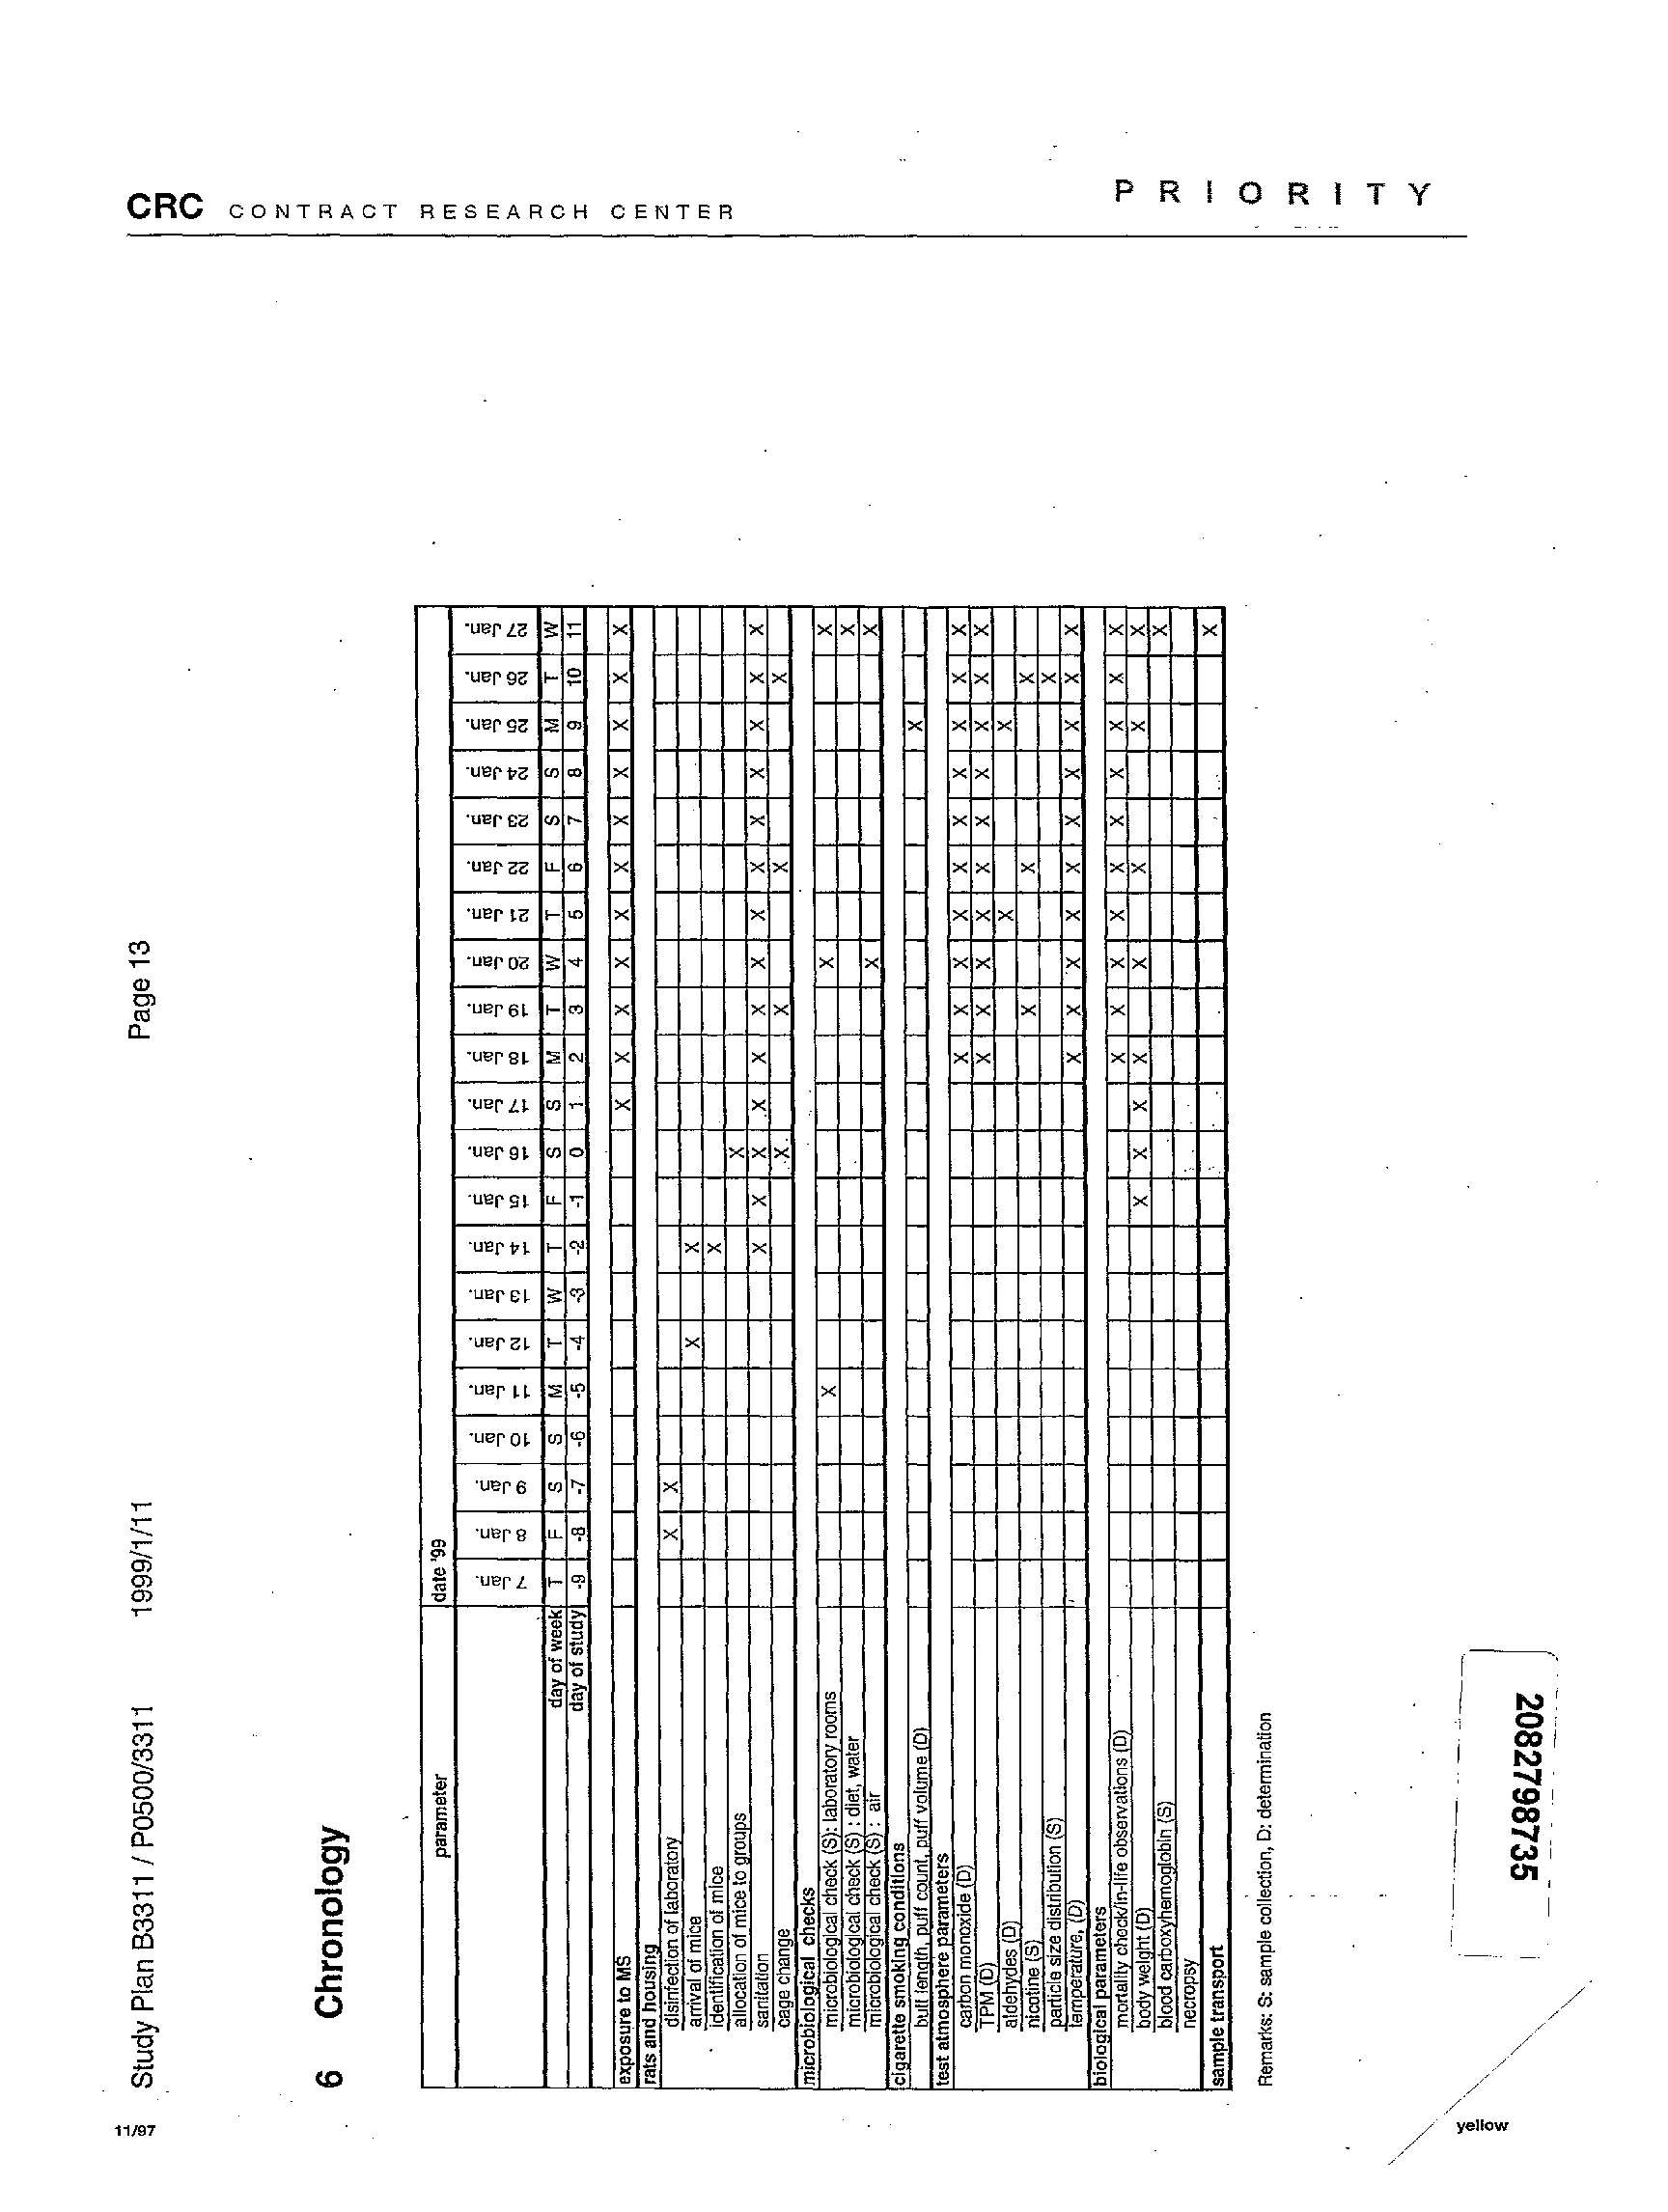 CRC CONTRACT RESEARCH CENTER
PRIORITY
Study Plan B3311 / P0500/3311 1999/1/11 Page 13
6 Chronology
parameter date '99
7 Jan. 8 Jan. 9 Jan. 10 Jan. 11 Jan. 12 Jan. 13 Jan. 14 Jan. 15 Jan. 16 Jan. 17 Jan. 18 Jan. 19 Jan. 20 Jan. 21 Jan. 22 Jan. 23 Jan. 24 Jan. 25 Jan. 26 Jan. 27 Jan.
day of week T F S S M T W T F S S M T W T F S S M T W
day of study -9 -8 -7 -6 -5 -4 -3 -2 -1 0 1 2 3 4 5 6 7 8 9 10 11
exposure to MS X X X X X X X X X X X
rats and housing
disinfection of laboratory X X
arrival of mice X X
identification of mice X
allocation of mice to groups X
sanitation X X X X X X X X X X X X X X
cage change X X X X
microbiological checks
microbiological check (S): laboratory rooms X X X
microbiological check (S) : diet, water X
microbiological check (S) : air X X
cigarette smoking conditions
butt length, puff count, puff volume (D) X
test atmosphere parameters
carbon monoxide (D) X X X X X X X X X X
TPM (D) X X X X X X X X X X
aldehydes (D) X X
nicotine (S) X X X
particle size distribution (S) X
temperature, (D) X X X X X X X X X X
biological parameters
mortality check/in-life observations (D) X X X X X X X X X X
body weight (D) X X X X X X X X
blood carboxyhemoglobin (S) X
necropsy
sample transport X
Remarks: S: sample collection, D: determination
2082798735
11/97
yellow